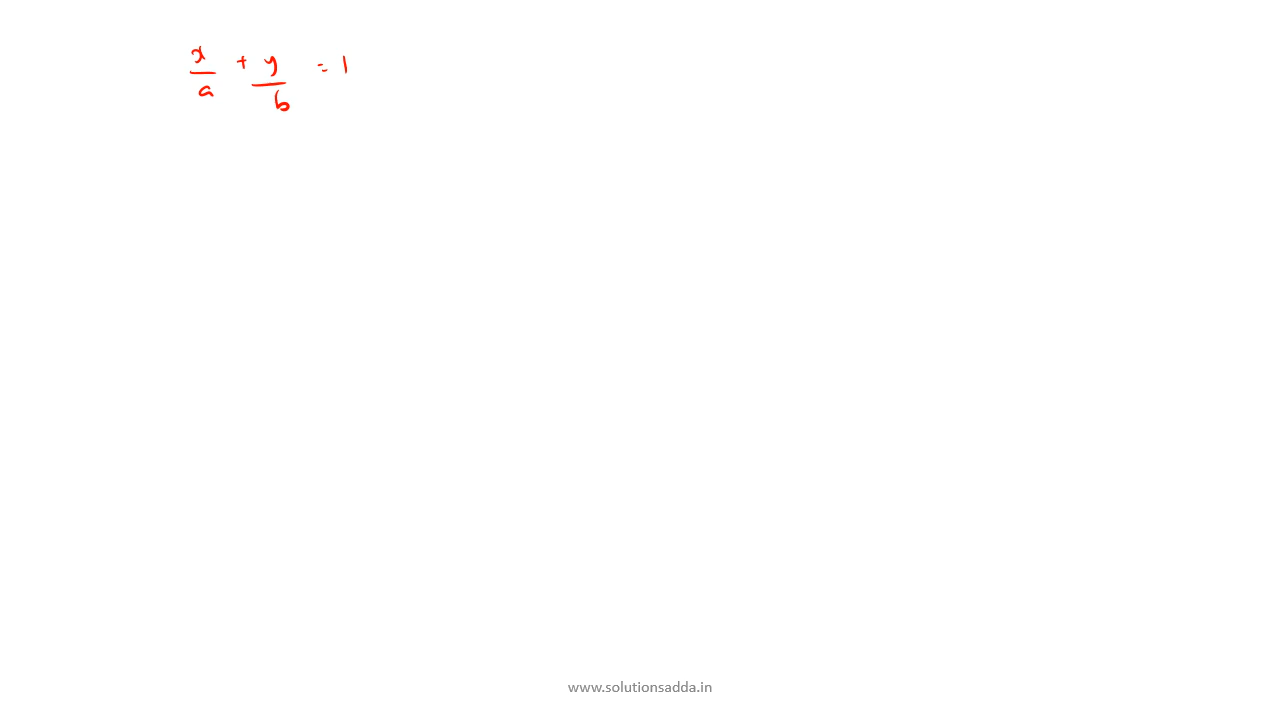 x/a + y/b = 1
www.solutionsadda.in